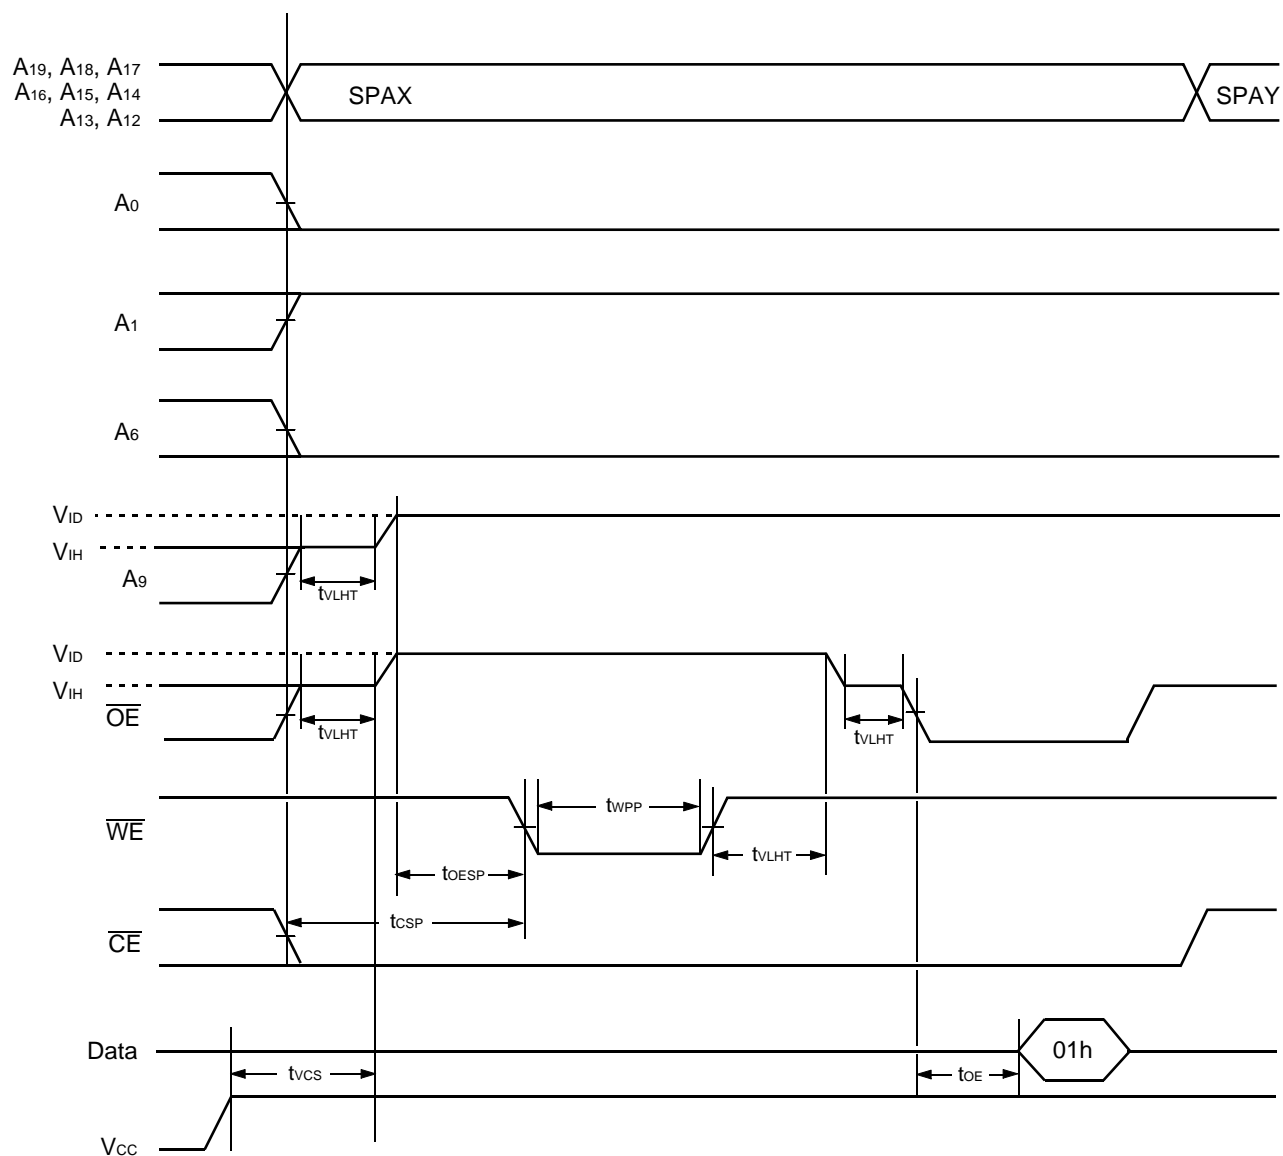 A19, A18, A17
A16, A15, A14
A13, A12
SPAX
SPAY
A0
A1
A6
VID
VIH
A9
tVLHT
VID
VIH
OE
tVLHT
tVLHT
WE
tWPP
tVLHT
tOESP
tCSP
CE
Data
01h
tVCS
tOE
VCC